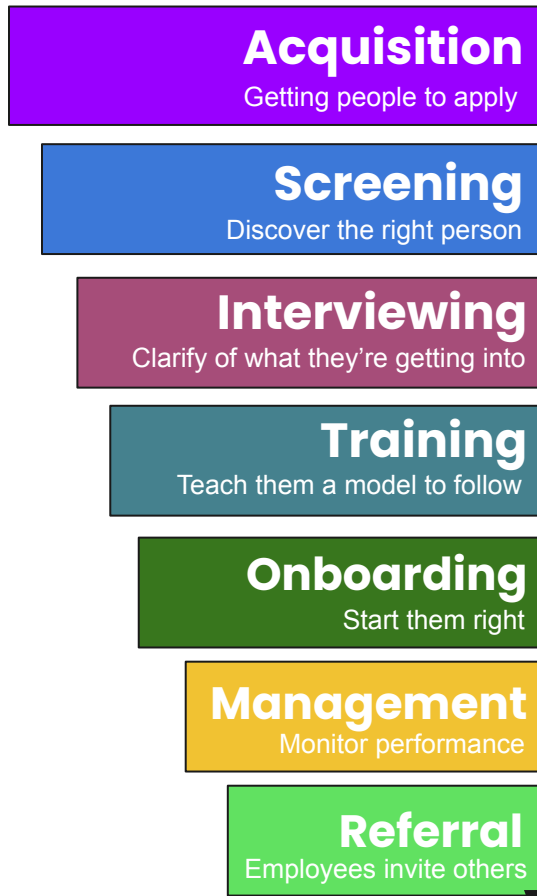 Acquisition
Getting people to apply
Screening
Discover the right person
Interviewing
Clarify of what they're getting into
Training
Teach them a model to follow
Onboarding
Start them right
Management
Monitor performance
Referral
Employees invite others